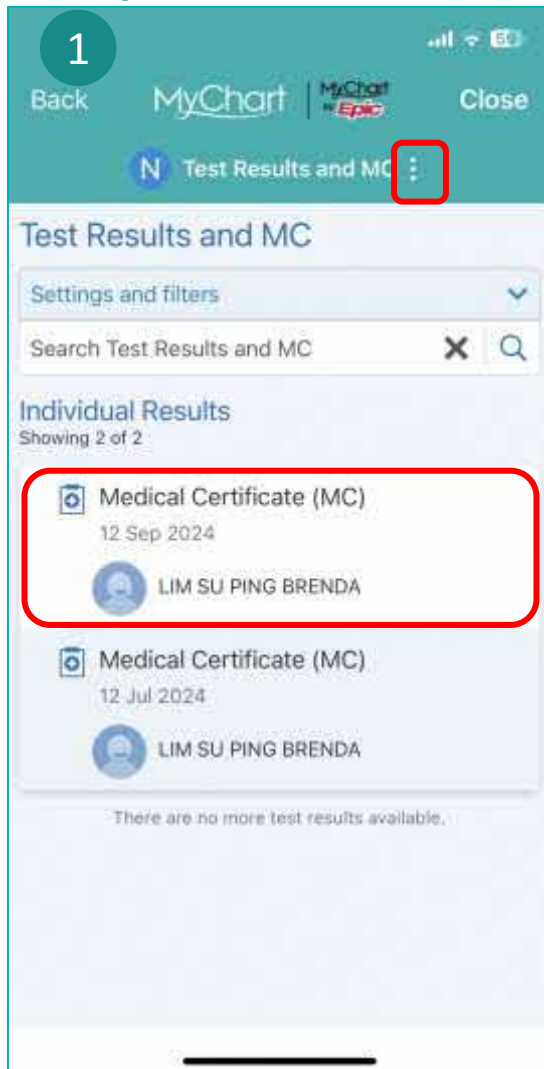 1
Back MyChart MyChart by Epic Close
N Test Results and MC
Test Results and MC
Settings and filters
Search Test Results and MC
Individual Results
Showing 2 of 2
Medical Certificate (MC)
12 Sep 2024
LIM SU PING BRENDA
Medical Certificate (MC)
12 Jul 2024
LIM SU PING BRENDA
There are no more test results available.